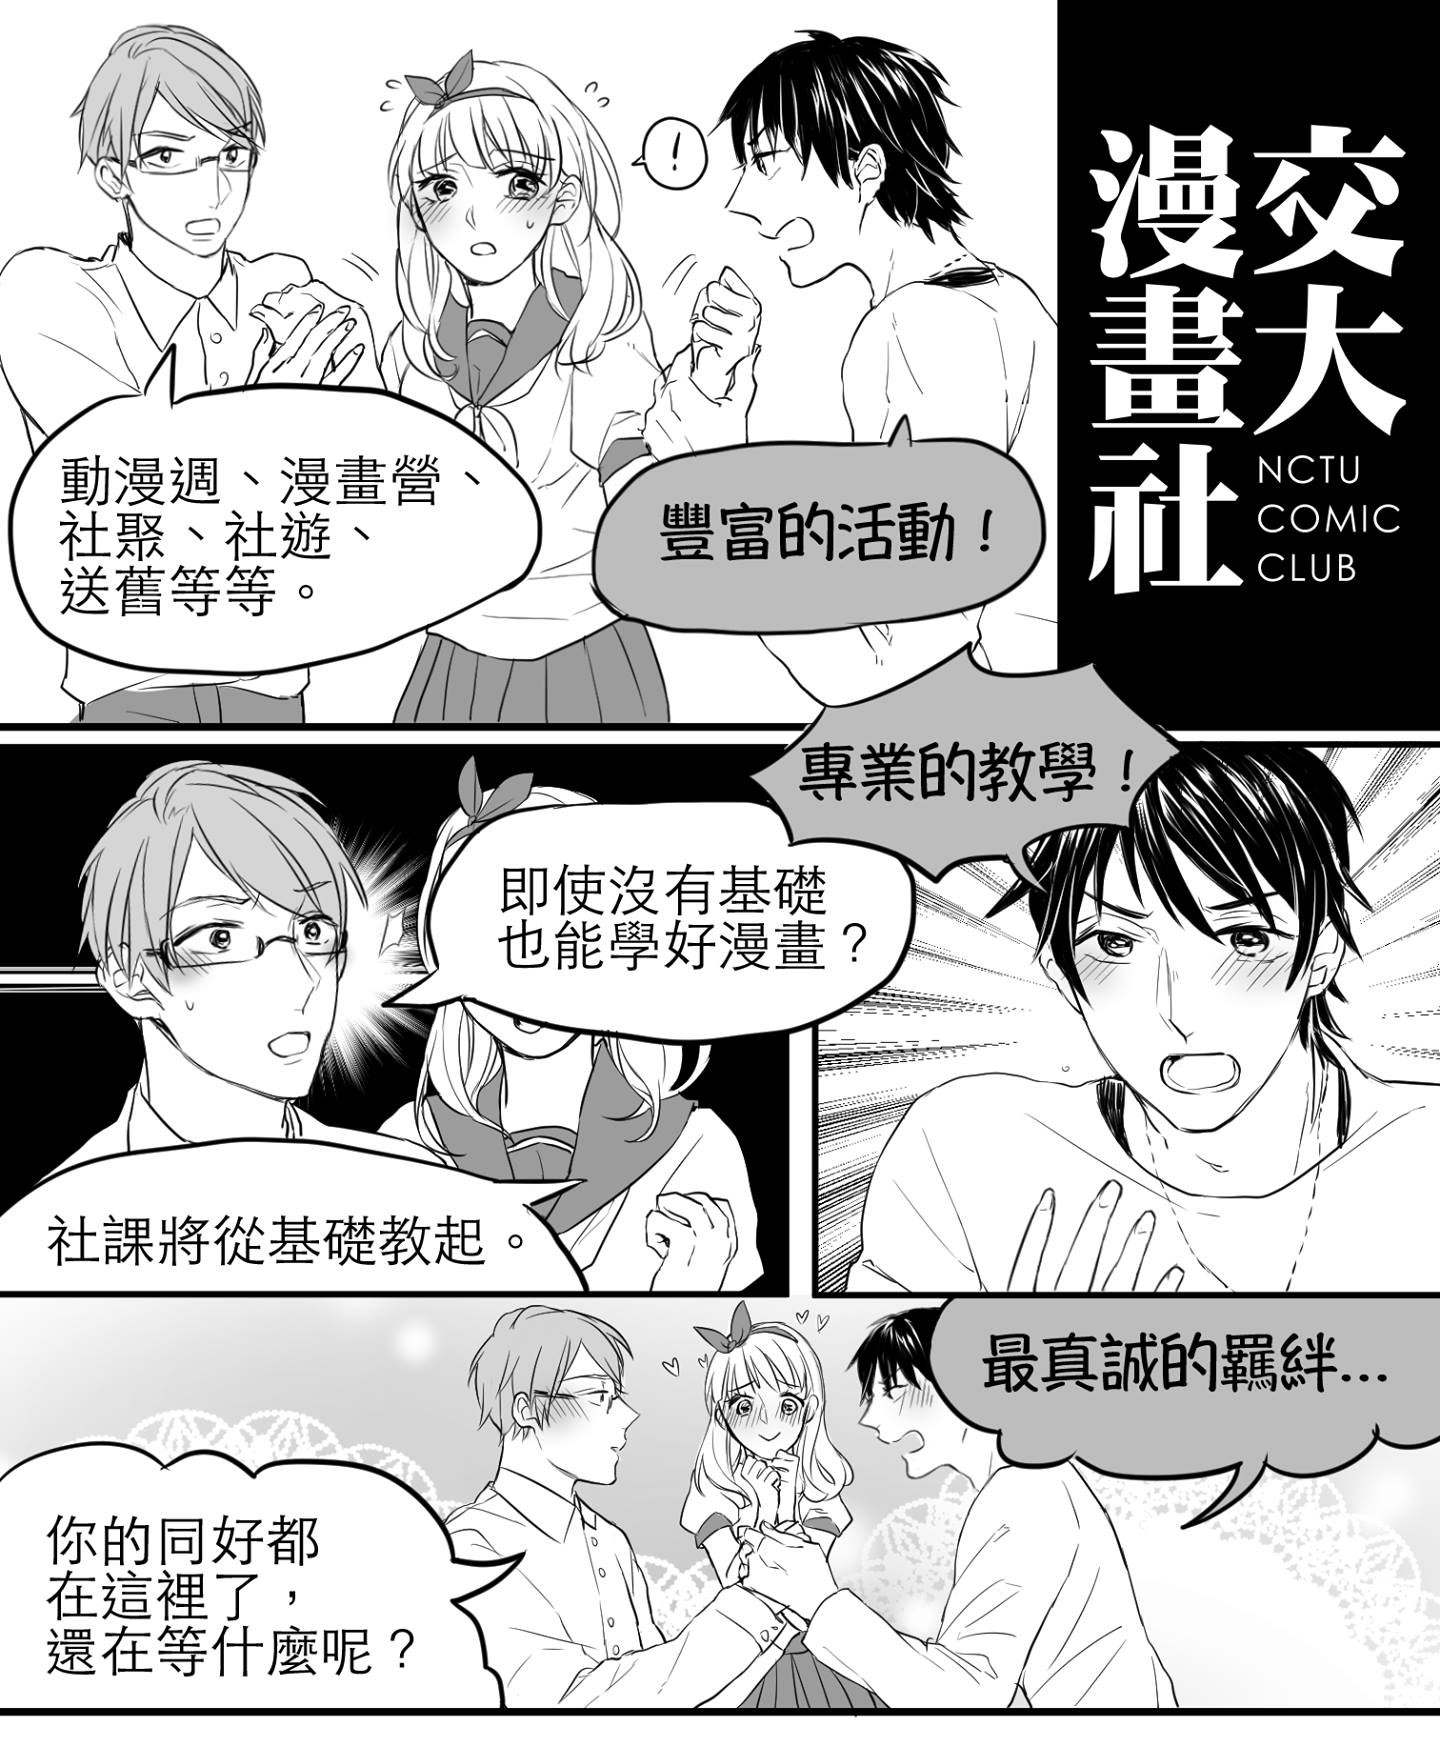 交大
漫畫社
NCTU
COMIC
CLUB
!
豐富的活動！
動漫週、漫畫營、
社聚、社遊、
送舊等等。
專業的教學！
即使沒有基礎
也能學好漫畫？
社課將從基礎教起。
最真誠的羈絆...
你的同好都
在這裡了，
還在等什麼呢？